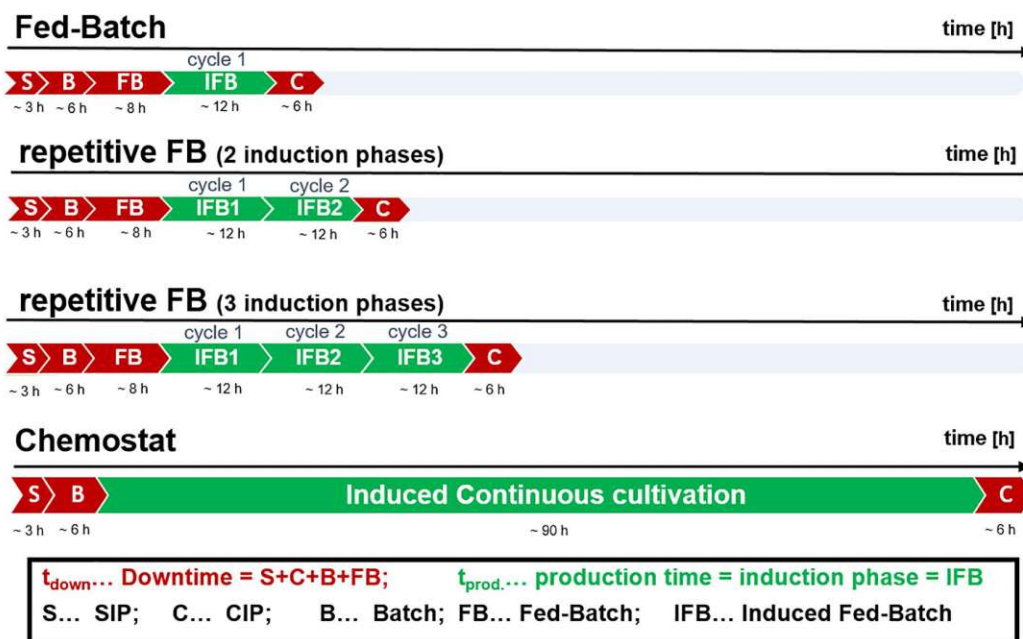 Fed-Batch
time [h]
cycle 1
S B FB IFB C
~ 3 h ~ 6 h ~ 8 h ~ 12 h ~ 6 h
repetitive FB (2 induction phases)
time [h]
cycle 1 cycle 2
S B FB IFB1 IFB2 C
~ 3 h ~ 6 h ~ 8 h ~ 12 h ~ 12 h ~ 6 h
repetitive FB (3 induction phases)
time [h]
cycle 1 cycle 2 cycle 3
S B FB IFB1 IFB2 IFB3 C
~ 3 h ~ 6 h ~ 8 h ~ 12 h ~ 12 h ~ 12 h ~ 6 h
Chemostat
time [h]
S B Induced Continuous cultivation C
~ 3 h ~ 6 h ~ 90 h ~ 6 h
tdown… Downtime = S+C+B+FB; tprod.… production time = induction phase = IFB
S… SIP; C… CIP; B… Batch; FB… Fed-Batch; IFB… Induced Fed-Batch